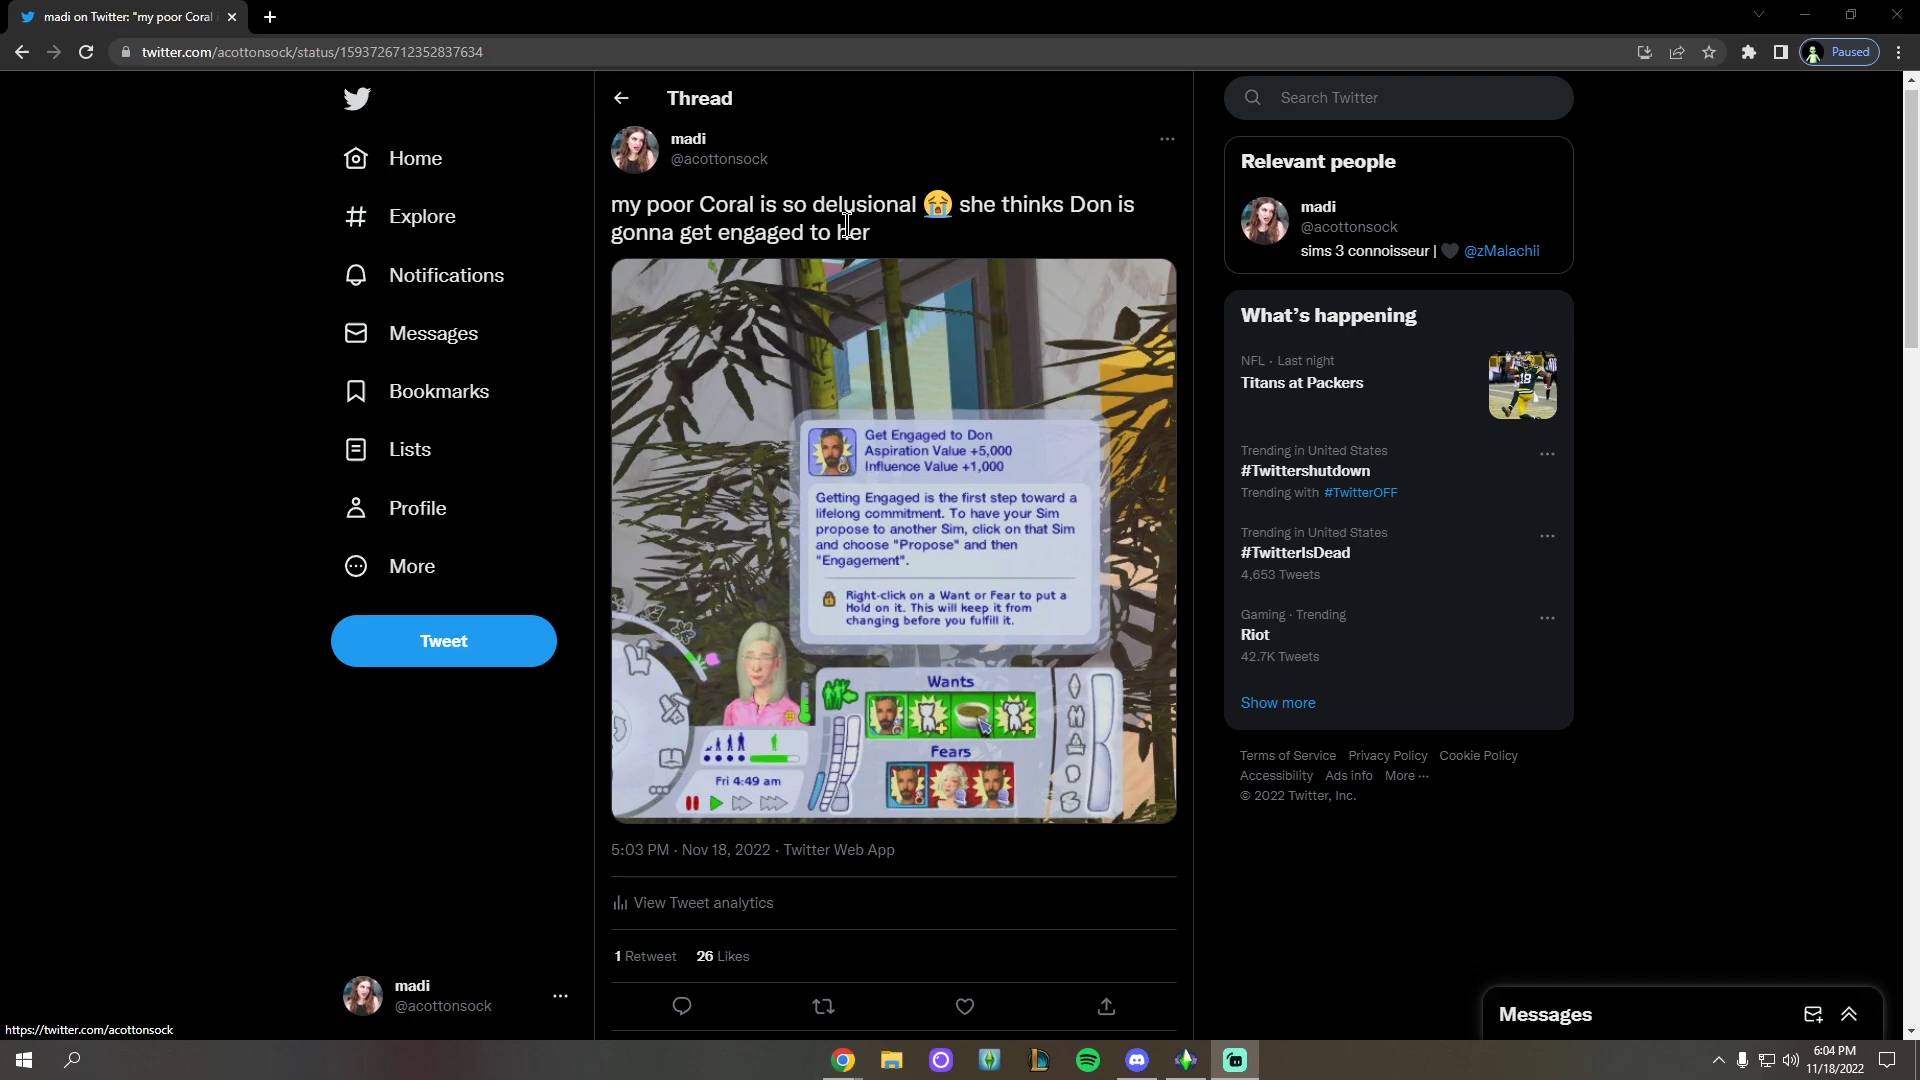 madi on Twitter: "my poor Coral i
twitter.com/acottonsock/status/1593726712352837634
Paused
Home
Explore
Notifications
Messages
Bookmarks
Lists
Profile
More
Tweet
madi
@acottonsock
https://twitter.com/acottonsock
Thread
madi
@acottonsock
my poor Coral is so delusional 😭 she thinks Don is
gonna get engaged to her
Get Engaged to Don
Aspiration Value +5,000
Influence Value +1,000
Getting Engaged is the first step toward a
lifelong commitment. To have your Sim
propose to another Sim, click on that Sim
and choose "Propose" and then
"Engagement".
Right-click on a Want or Fear to put a
Hold on it. This will keep it from
changing before you fulfill it.
Wants
Fears
Fri 4:49 am
5:03 PM · Nov 18, 2022 · Twitter Web App
View Tweet analytics
1 Retweet 26 Likes
Search Twitter
Relevant people
madi
@acottonsock
sims 3 connoisseur | 🖤 @zMalachii
What's happening
NFL · Last night
Titans at Packers
18
Trending in United States
#Twittershutdown
Trending with #TwitterOFF
Trending in United States
#TwitterIsDead
4,653 Tweets
Gaming · Trending
Riot
42.7K Tweets
Show more
Terms of Service Privacy Policy Cookie Policy
Accessibility Ads info More ···
© 2022 Twitter, Inc.
Messages
6:04 PM
11/18/2022